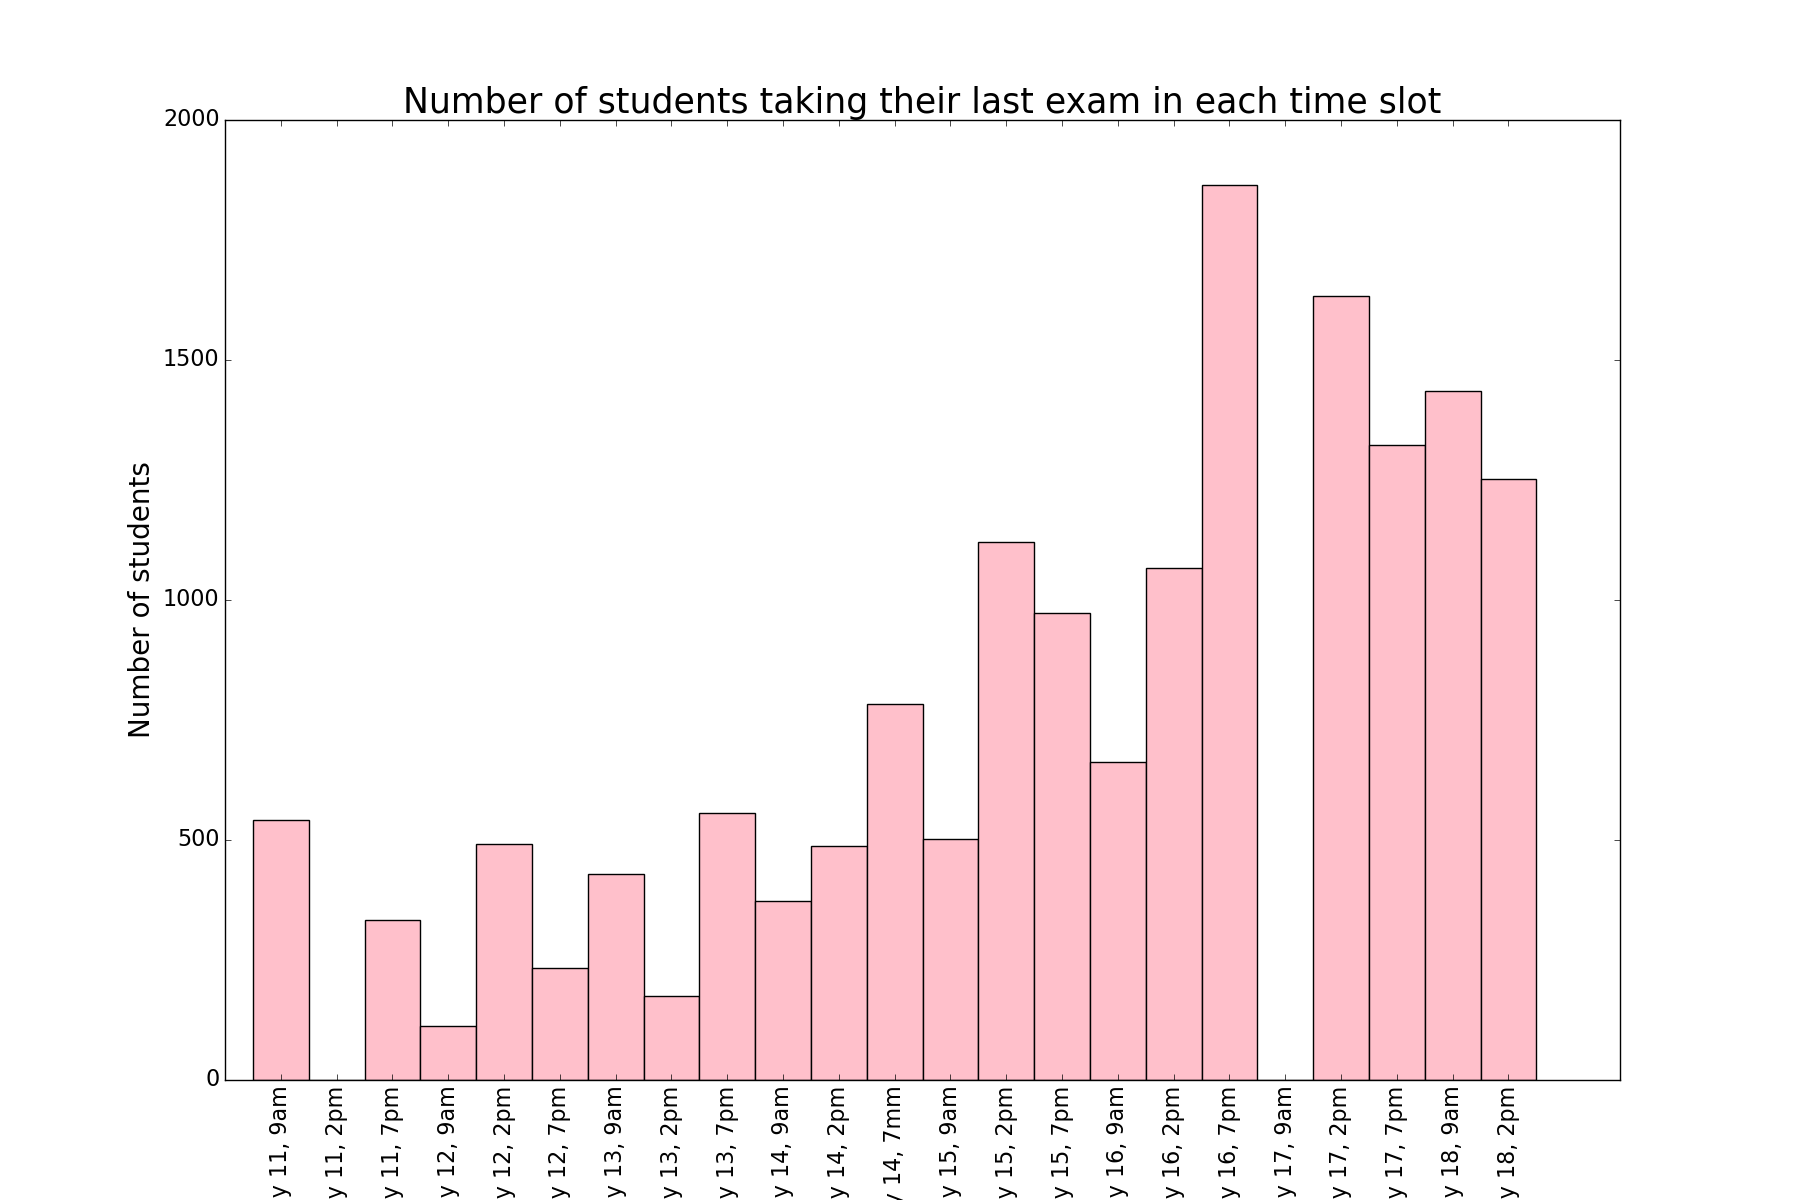 Number of students taking their last exam in each time slot
Number of students
2000
1500
1000
500
0
y 11, 9am
y 11, 2pm
y 11, 7pm
y 12, 9am
y 12, 2pm
y 12, 7pm
y 13, 9am
y 13, 2pm
y 13, 7pm
y 14, 9am
y 14, 2pm
y 14, 7mm
y 15, 9am
y 15, 2pm
y 15, 7pm
y 16, 9am
y 16, 2pm
y 16, 7pm
y 17, 9am
y 17, 2pm
y 17, 7pm
y 18, 9am
y 18, 2pm